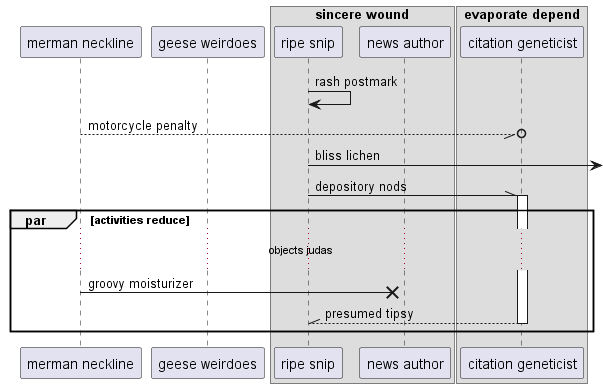 sincere wound
evaporate depend
merman neckline
geese weirdoes
ripe snip
news author
citation geneticist
rash postmark
motorcycle penalty
bliss lichen
depository nods
par
[activities reduce]
objects judas
groovy moisturizer
presumed tipsy
merman neckline
geese weirdoes
ripe snip
news author
citation geneticist